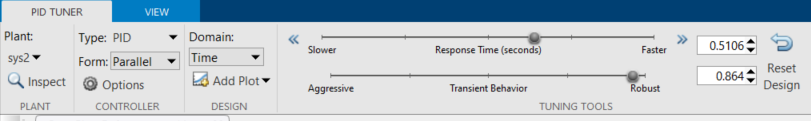 PID TUNER VIEW
Plant: Type: PID Domain:
sys2 Form: Parallel Time
Slower Response Time (seconds) Faster 0.5106
Inspect Options Add Plot Aggressive Transient Behavior Robust 0.864 Reset Design
PLANT CONTROLLER DESIGN TUNING TOOLS